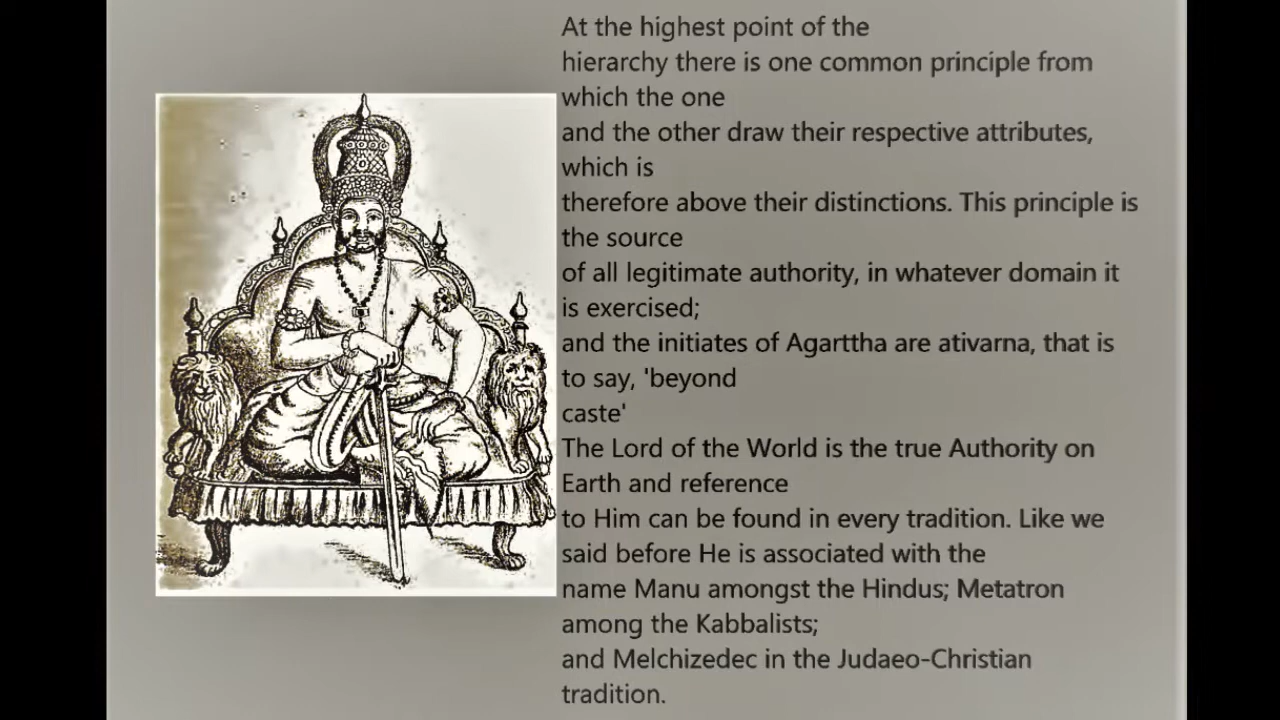 At the highest point of the
hierarchy there is one common principle from
which the one
and the other draw their respective attributes,
which is
therefore above their distinctions. This principle is
the source
of all legitimate authority, in whatever domain it
is exercised;
and the initiates of Agarttha are ativarna, that is
to say, 'beyond
caste'
The Lord of the World is the true Authority on
Earth and reference
to Him can be found in every tradition. Like we
said before He is associated with the
name Manu amongst the Hindus; Metatron
among the Kabbalists;
and Melchizedec in the Judaeo-Christian
tradition.